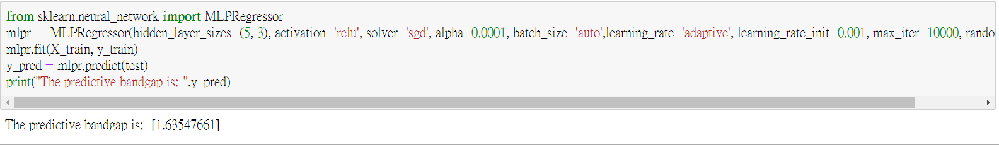 from sklearn.neural_network import MLPRegressor
mlpr =  MLPRegressor(hidden_layer_sizes=(5, 3), activation='relu', solver='sgd', alpha=0.0001, batch_size='auto',learning_rate='adaptive', learning_rate_init=0.001, max_iter=10000, rando
mlpr.fit(X_train, y_train)
y_pred = mlpr.predict(test)
print("The predictive bandgap is: ",y_pred)
The predictive bandgap is:  [1.63547661]